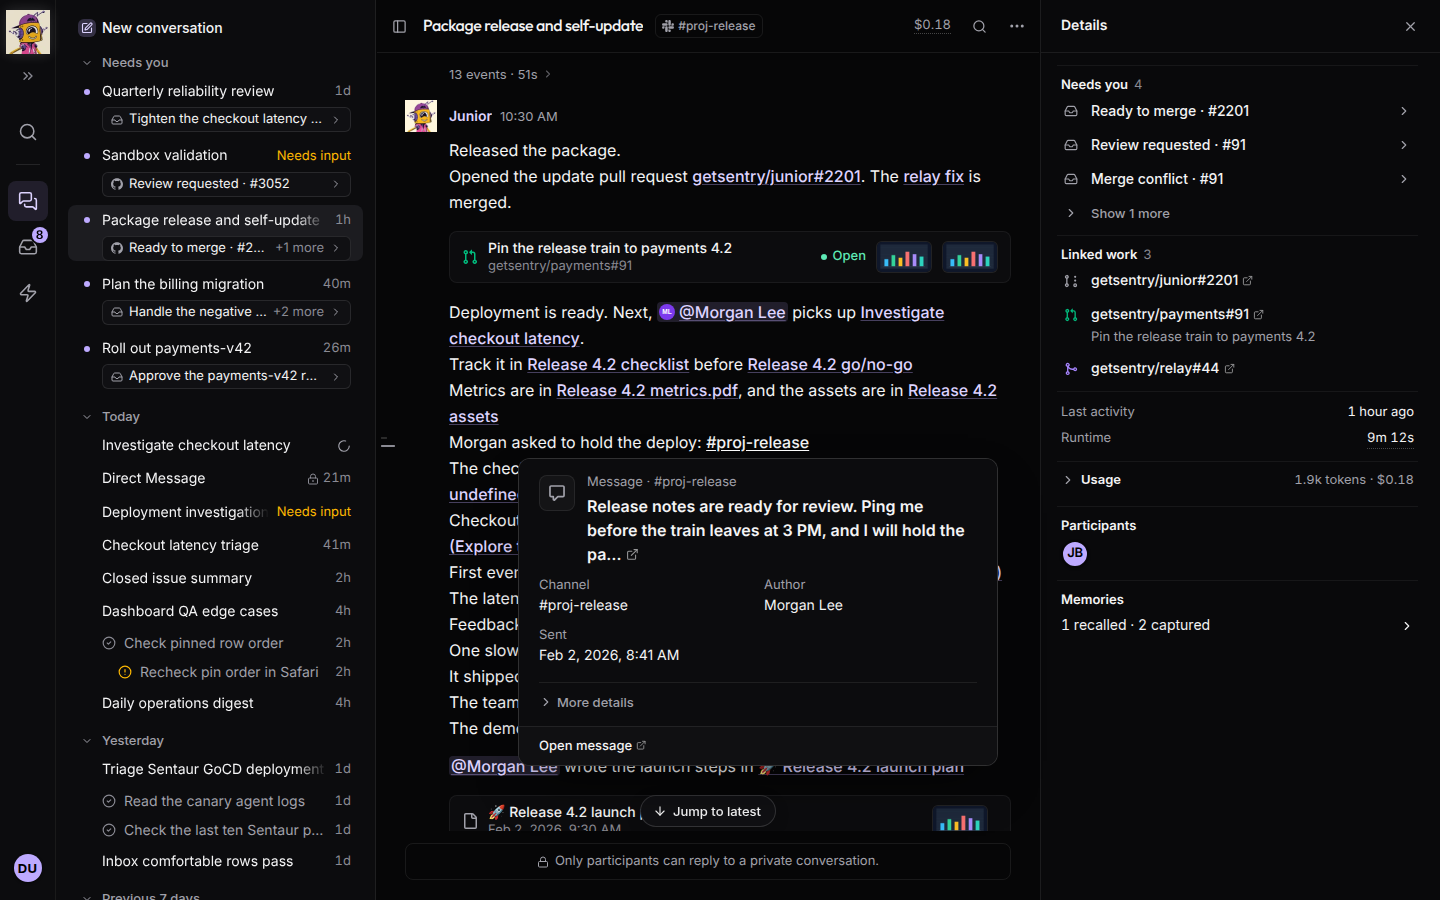 New conversation
Needs you
Quarterly reliability review 1d
Tighten the checkout latency ...
Sandbox validation Needs input
Review requested · #3052
Package release and self-update 1h
Ready to merge · #2... +1 more
Plan the billing migration 40m
Handle the negative ... +2 more
Roll out payments-v42 26m
Approve the payments-v42 r...
Today
Investigate checkout latency
Direct Message 21m
Deployment investigation Needs input
Checkout latency triage 41m
Closed issue summary 2h
Dashboard QA edge cases 4h
Check pinned row order 2h
Recheck pin order in Safari 2h
Daily operations digest 4h
Yesterday
Triage Sentaur GoCD deployment 1d
Read the canary agent logs 1d
Check the last ten Sentaur p... 1d
Inbox comfortable rows pass 1d
Previous 7 days
8
DU
Package release and self-update #proj-release $0.18
13 events · 51s
Junior 10:30 AM
Released the package.
Opened the update pull request getsentry/junior#2201. The relay fix is
merged.
Pin the release train to payments 4.2
getsentry/payments#91
Open
Deployment is ready. Next, ML @Morgan Lee picks up Investigate
checkout latency.
Track it in Release 4.2 checklist before Release 4.2 go/no-go
Metrics are in Release 4.2 metrics.pdf, and the assets are in Release 4.2
assets
Morgan asked to hold the deploy: #proj-release
The chec
undefined
Checkout
(Explore
First even )
The laten
Feedback
One slow
It shipped
The team
The demo
Message · #proj-release
Release notes are ready for review. Ping me
before the train leaves at 3 PM, and I will hold the
pa...
Channel Author
#proj-release Morgan Lee
Sent
Feb 2, 2026, 8:41 AM
More details
Open message
@Morgan Lee wrote the launch steps in 🚀 Release 4.2 launch plan
🚀 Release 4.2 launch
Feb 2, 2026, 9:30 AM
Jump to latest
Only participants can reply to a private conversation.
Details
Needs you 4
Ready to merge · #2201
Review requested · #91
Merge conflict · #91
Show 1 more
Linked work 3
getsentry/junior#2201
getsentry/payments#91
Pin the release train to payments 4.2
getsentry/relay#44
Last activity 1 hour ago
Runtime 9m 12s
Usage 1.9k tokens · $0.18
Participants
JB
Memories
1 recalled · 2 captured